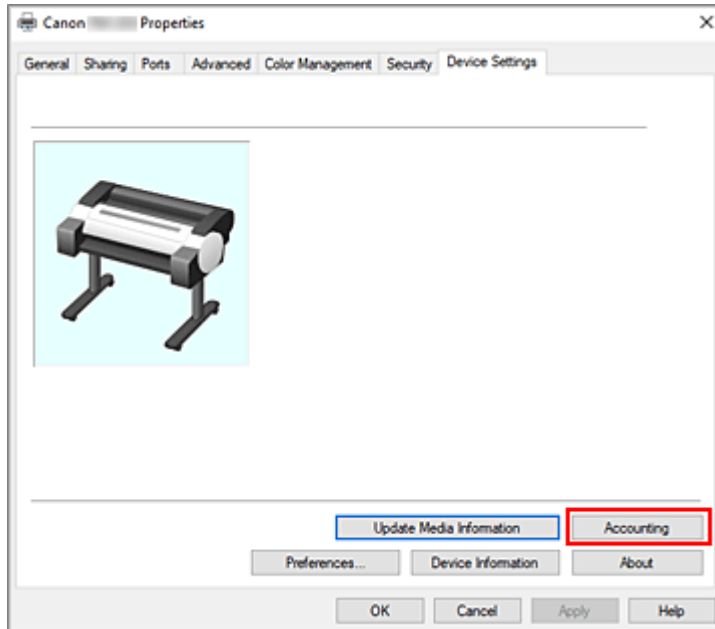 Canon Properties
General Sharing Ports Advanced Color Management Security Device Settings
Update Media Information Accounting
Preferences... Device Information About
OK Cancel Apply Help